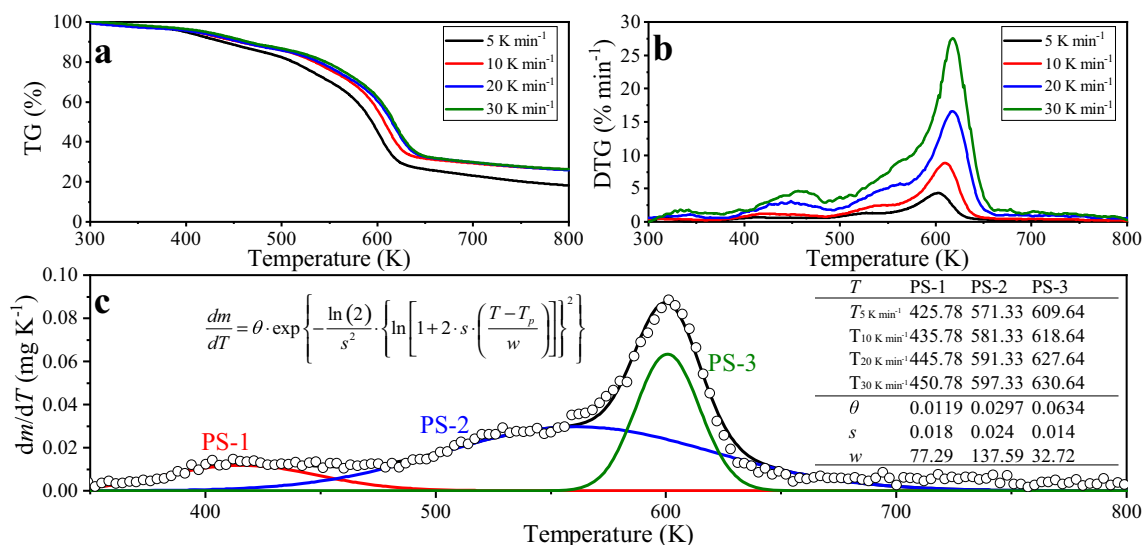 a
TG (%)
100
80
60
40
20
0
300 400 500 600 700 800
Temperature (K)
5 K min⁻¹
10 K min⁻¹
20 K min⁻¹
30 K min⁻¹
b
DTG (% min⁻¹)
30
25
20
15
10
5
0
300 400 500 600 700 800
Temperature (K)
5 K min⁻¹
10 K min⁻¹
20 K min⁻¹
30 K min⁻¹
c
dm/dT (mg K⁻¹)
0.10
0.08
0.06
0.04
0.02
0.00
400 500 600 700 800
Temperature (K)
dm/dT = θ · exp{−ln(2)/s² · {ln[1+2·s·((T−Tₚ)/w)]}²}
PS-1
PS-2
PS-3
T PS-1 PS-2 PS-3
T5 K min⁻¹ 425.78 571.33 609.64
T10 K min⁻¹ 435.78 581.33 618.64
T20 K min⁻¹ 445.78 591.33 627.64
T30 K min⁻¹ 450.78 597.33 630.64
θ 0.0119 0.0297 0.0634
s 0.018 0.024 0.014
w 77.29 137.59 32.72